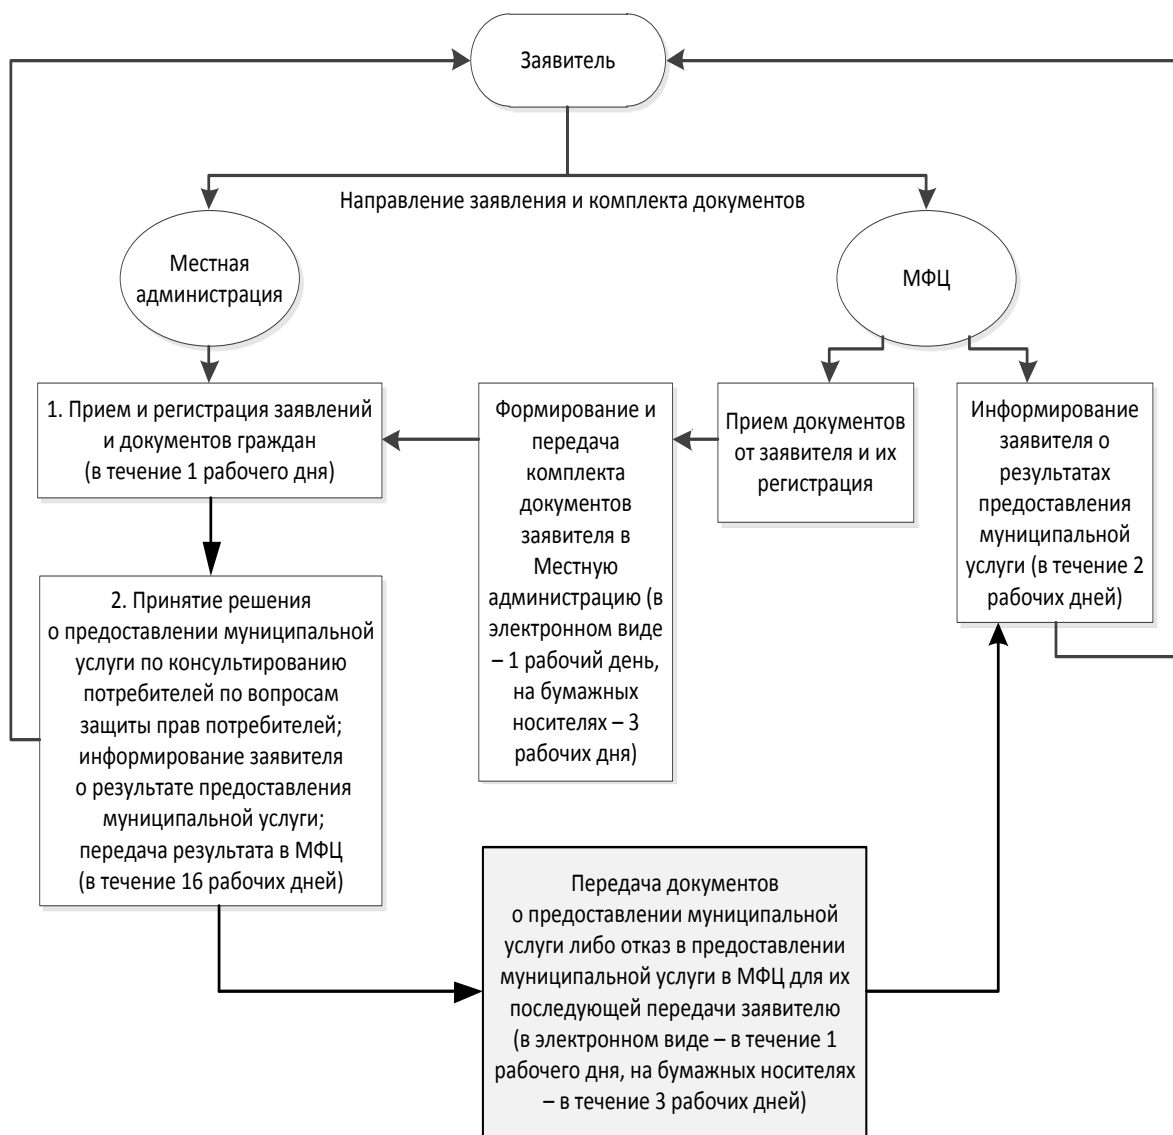 Заявитель
Направление заявления и комплекта документов
Местная
администрация
МФЦ
1. Прием и регистрация заявлений
и документов граждан
(в течение 1 рабочего дня)
Формирование и
передача
комплекта
документов
заявителя в
Местную
администрацию (в
электронном виде
– 1 рабочий день,
на бумажных
носителях – 3
рабочих дня)
Прием документов
от заявителя и их
регистрация
Информирование
заявителя о
результатах
предоставления
муниципальной
услуги (в течение 2
рабочих дней)
2. Принятие решения
о предоставлении муниципальной
услуги по консультированию
потребителей по вопросам
защиты прав потребителей;
информирование заявителя
о результате предоставления
муниципальной услуги;
передача результата в МФЦ
(в течение 16 рабочих дней)
Передача документов
о предоставлении муниципальной
услуги либо отказ в предоставлении
муниципальной услуги в МФЦ для их
последующей передачи заявителю
(в электронном виде – в течение 1
рабочего дня, на бумажных носителях
– в течение 3 рабочих дней)